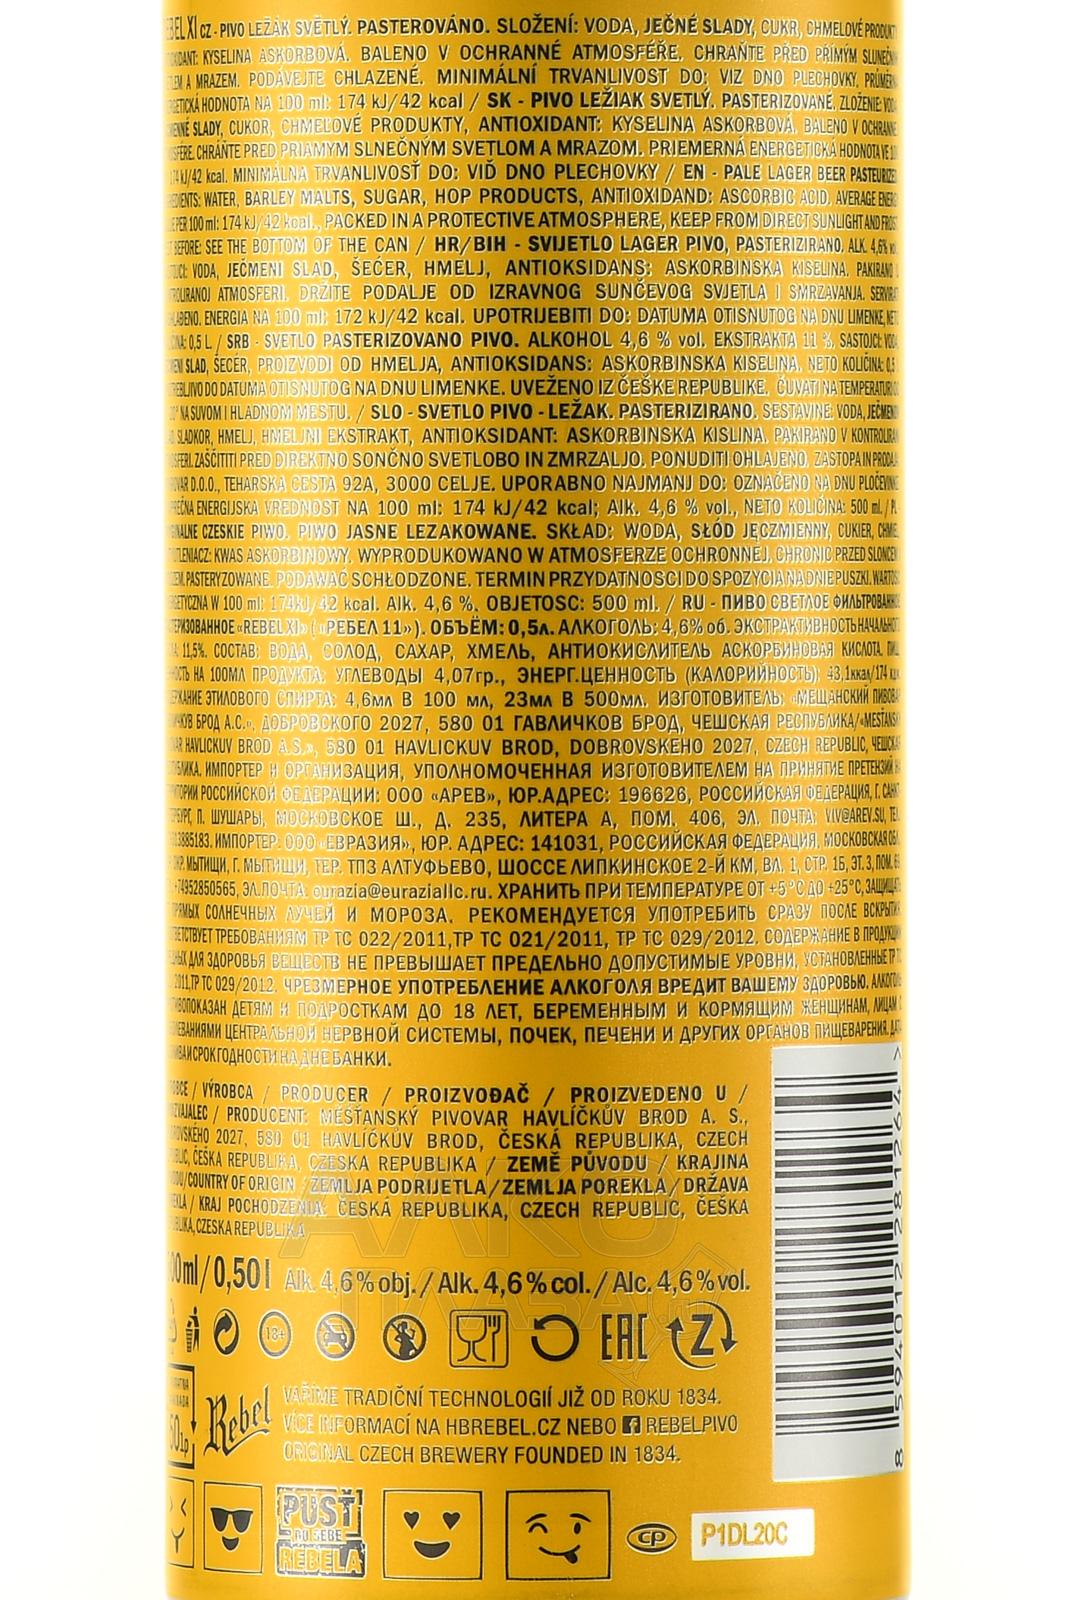 REBEL XI CZ - PIVO LEŽÁK SVĚTLÝ. PASTEROVÁNO. SLOŽENÍ: VODA, JEČNÉ SLADY, CUKR, CHMELOVÉ PRODUKTY
KYSELINA ASKORBOVÁ. BALENO V OCHRANNÉ ATMOSFÉŘE. CHRAŇTE PŘED PŘÍMÝM
A MRAZEM. PODÁVEJTE CHLAZENÉ. MINIMÁLNÍ TRVANLIVOST DO: VIZ DNO PLECHOVKY.
HODNOTA NA 100 ml: 174 kJ/42 kcal / SK - PIVO LEŽIAK SVETLÝ. PASTERIZOVANÉ. ZLOŽENIE: VODA,
SLADY, CUKOR, CHMEĽOVÉ PRODUKTY, ANTIOXIDANT: KYSELINA ASKORBOVÁ. BALENO V
CHRÁŇTE PRED PRIAMYM SLNEČNÝM SVETLOM A MRAZOM. PRIEMERNÁ ENERGETICKÁ HODNOTA VE
174 kJ/42 kcal. MINIMÁLNA TRVANLIVOSŤ DO: VIĎ DNO PLECHOVKY / EN - PALE LAGER BEER
WATER, BARLEY MALTS, SUGAR, HOP PRODUCTS, ANTIOXIDAND: ASCORBIC ACID. AVERAGE
PER 100 ml: 174 kJ/42 kcal., PACKED IN A PROTECTIVE ATMOSPHERE, KEEP FROM DIRECT SUNLIGHT AND FROST
BEFORE: SEE THE BOTTOM OF THE CAN / HR/BIH - SVIJETLO LAGER PIVO, PASTERIZIRANO. ALK. 4,6% vol.
VODA, JEČMENI SLAD, ŠEĆER, HMELJ, ANTIOKSIDANS: ASKORBINSKA KISELINA. PAKIRANO U
ATMOSFERI. DRŽITE PODALJE OD IZRAVNOG SUNČEVOG SVJETLA I SMRZAVANJA.
ENERGIA NA 100 ml: 172 kJ/42 kcal. UPOTRIJEBITI DO: DATUMA OTISNUTOG NA DNU LIMENKE,
0,5 L / SRB - SVETLO PASTERIZOVANO PIVO. ALKOHOL 4,6 % vol. EKSTRAKTA 11 %. SASTOJCI: VODA,
SLAD, ŠEĆER, PROIZVODI OD HMELJA, ANTIOKSIDANS: ASKORBINSKA KISELINA. NETO KOLIČINA: 0,5
DO DATUMA OTISNUTOG NA DNU LIMENKE. UVEŽENO IZ ČEŠKE REPUBLIKE. ČUVATI NA TEMPERATURI
NA SUVOM I HLADNOM MESTU. / SLO - SVETLO PIVO - LEŽAK. PASTERIZIRANO. SESTAVINE: VODA,
SLADKOR, HMELJ, HMELJNI EKSTRAKT, ANTIOKSIDANT: ASKORBINSKA KISLINA. PAKIRANO V
ZAŠČITITI PRED DIREKTNO SONČNO SVETLOBO IN ZMRZALJO. PONUDITI OHLAJENO. ZASTOPA IN PRODAJA
D.O.O., TEHARSKA CESTA 92A, 3000 CELJE. UPORABNO NAJMANJ DO: OZNAČENO NA DNU PLOČEVINKE
ENERGIJSKA VREDNOST NA 100 ml: 174 kJ/42 kcal; Alk. 4,6 % vol., NETO KOLIČINA: 500 ml. / PL -
CZESKIE PIWO. PIWO JASNE LEZAKOWANE. SKŁAD: WODA, SŁÓD JĘCZMIENNY, CUKIER, CHMIEL,
KWAS ASKORBINOWY. WYPRODUKOWANO W ATMOSFERZE OCHRONNEJ. CHRONIC PRZED
PASTERYZOWANE. PODAWAĆ SCHŁODZONE. TERMIN PRZYDATNOSCI DO SPOZYCIA NA DNIE PUSZKI.
W 100 ml: 174kJ/42 kcal. Alk. 4,6 %. OBJETOSC: 500 ml. / RU - ПИВО СВЕТЛОЕ ФИЛЬТРОВАННОЕ
«REBEL XI» («РЕБЕЛ 11»). ОБЪЁМ: 0,5л. АЛКОГОЛЬ: 4,6% об. ЭКСТРАКТИВНОСТЬ НАЧАЛЬНОГО
11,5%. СОСТАВ: ВОДА, СОЛОД, САХАР, ХМЕЛЬ, АНТИОКИСЛИТЕЛЬ АСКОРБИНОВАЯ КИСЛОТА.
НА 100МЛ ПРОДУКТА: УГЛЕВОДЫ 4,07гр., ЭНЕРГ.ЦЕННОСТЬ (КАЛОРИЙНОСТЬ): 43,1ккал/174
ЭТИЛОВОГО СПИРТА: 4,6мл В 100 мл, 23мл В 500мл. ИЗГОТОВИТЕЛЬ: «МЕЩАНСКИЙ ПИВОВАР
БРОД А.С.», ДОБРОВСКОГО 2027, 580 01 ГАВЛИЧКОВ БРОД, ЧЕШСКАЯ РЕСПУБЛИКА/«MEŠTANSKY
HAVLICKUV BROD A.S.», 580 01 HAVLICKUV BROD, DOBROVSKEHO 2027, CZECH REPUBLIC, ЧЕШСКАЯ
ИМПОРТЕР И ОРГАНИЗАЦИЯ, УПОЛНОМОЧЕННАЯ ИЗГОТОВИТЕЛЕМ НА ПРИНЯТИЕ ПРЕТЕНЗИЙ НА
РОССИЙСКОЙ ФЕДЕРАЦИИ: ООО «АРЕВ», ЮР.АДРЕС: 196626, РОССИЙСКАЯ ФЕДЕРАЦИЯ, Г. САНКТ-
П. ШУШАРЫ, МОСКОВСКОЕ Ш., Д. 235, ЛИТЕРА А, ПОМ. 406, ЭЛ. ПОЧТА: VIV@AREV.SU,
ИМПОРТЕР: ООО «ЕВРАЗИЯ», ЮР. АДРЕС: 141031, РОССИЙСКАЯ ФЕДЕРАЦИЯ, МОСКОВСКАЯ ОБЛ.
МЫТИЩИ, Г. МЫТИЩИ, ТЕР. ТПЗ АЛТУФЬЕВО, ШОССЕ ЛИПКИНСКОЕ 2-Й КМ, ВЛ. 1, СТР. 1Б, ЭТ. 3, ПОМ.
+74952850565, ЭЛ.ПОЧТА: eurazia@euraziallc.ru. ХРАНИТЬ ПРИ ТЕМПЕРАТУРЕ ОТ +5°С ДО +25°С,
ПРЯМЫХ СОЛНЕЧНЫХ ЛУЧЕЙ И МОРОЗА. РЕКОМЕНДУЕТСЯ УПОТРЕБИТЬ СРАЗУ ПОСЛЕ ВСКРЫТИЯ.
ТРЕБОВАНИЯМ ТР ТС 022/2011, ТР ТС 021/2011, ТР ТС 029/2012. СОДЕРЖАНИЕ В ПРОДУКЦИИ
ДЛЯ ЗДОРОВЬЯ ВЕЩЕСТВ НЕ ПРЕВЫШАЕТ ПРЕДЕЛЬНО ДОПУСТИМЫЕ УРОВНИ, УСТАНОВЛЕННЫЕ ТР ТС
2011, ТР ТС 029/2012. ЧРЕЗМЕРНОЕ УПОТРЕБЛЕНИЕ АЛКОГОЛЯ ВРЕДИТ ВАШЕМУ ЗДОРОВЬЮ.
ДЕТЯМ И ПОДРОСТКАМ ДО 18 ЛЕТ, БЕРЕМЕННЫМ И КОРМЯЩИМ ЖЕНЩИНАМ, ЛИЦАМ С
ЦЕНТРАЛЬНОЙ НЕРВНОЙ СИСТЕМЫ, ПОЧЕК, ПЕЧЕНИ И ДРУГИХ ОРГАНОВ ПИЩЕВАРЕНИЯ.
И СРОК ГОДНОСТИ НА ДНЕ БАНКИ.
VÝROBCE / VÝROBCA / PRODUCER / PROIZVOĐAČ / PROIZVEDENO U /
PRODUCENT: MĚŠŤANSKÝ PIVOVAR HAVLÍČKŮV BROD A. S.,
2027, 580 01 HAVLÍČKŮV BROD, ČESKÁ REPUBLIKA, CZECH
ČEŠKA REPUBLIKA, CZESKA REPUBLIKA / ZEMĚ PŮVODU / KRAJINA
COUNTRY OF ORIGIN / ZEMLJA PODRIJETLA / ZEMLJA POREKLA / DRŽAVA
/ KRAJ POCHODZENIA: ČESKÁ REPUBLIKA, CZECH REPUBLIC, ČEŠKA
CZESKA REPUBLIKA
500ml/0,50l Alk. 4,6% obj. / Alk. 4,6% col. / Alc. 4,6% vol.
18+
EAC
Z
Rebel
VAŘÍME TRADIČNÍ TECHNOLOGIÍ JIŽ OD ROKU 1834.
VÍCE INFORMACÍ NA HBREBEL.CZ NEBO f REBELPIVO
ORIGINAL CZECH BREWERY FOUNDED IN 1834.
PUSŤ
DO SEBE
REBELA
CP
P1DL20C
8 594012 281264 >
АЛКО
ПЛАЗА.ru